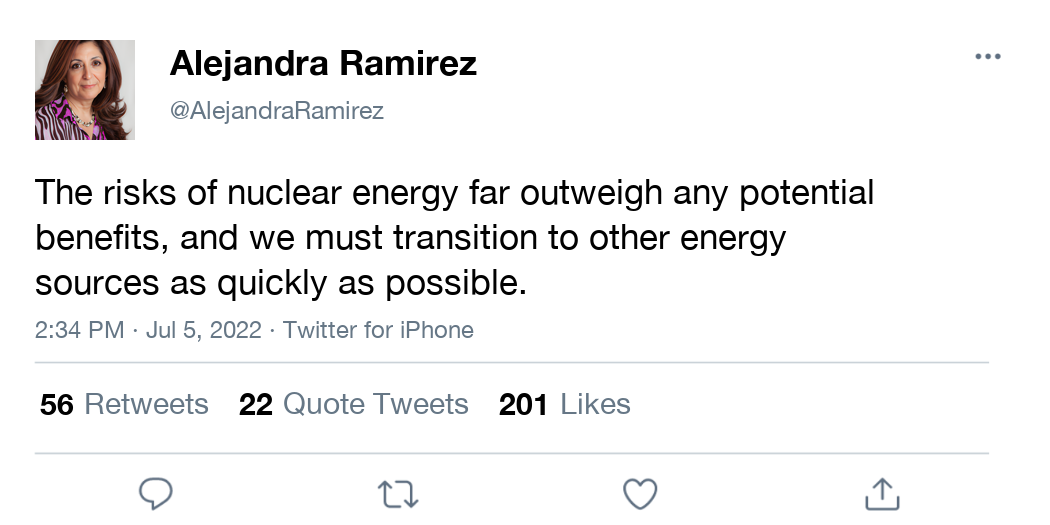 Alejandra Ramirez
@AlejandraRamirez
The risks of nuclear energy far outweigh any potential
benefits, and we must transition to other energy
sources as quickly as possible.
2:34 PM · Jul 5, 2022 · Twitter for iPhone
56 Retweets 22 Quote Tweets 201 Likes